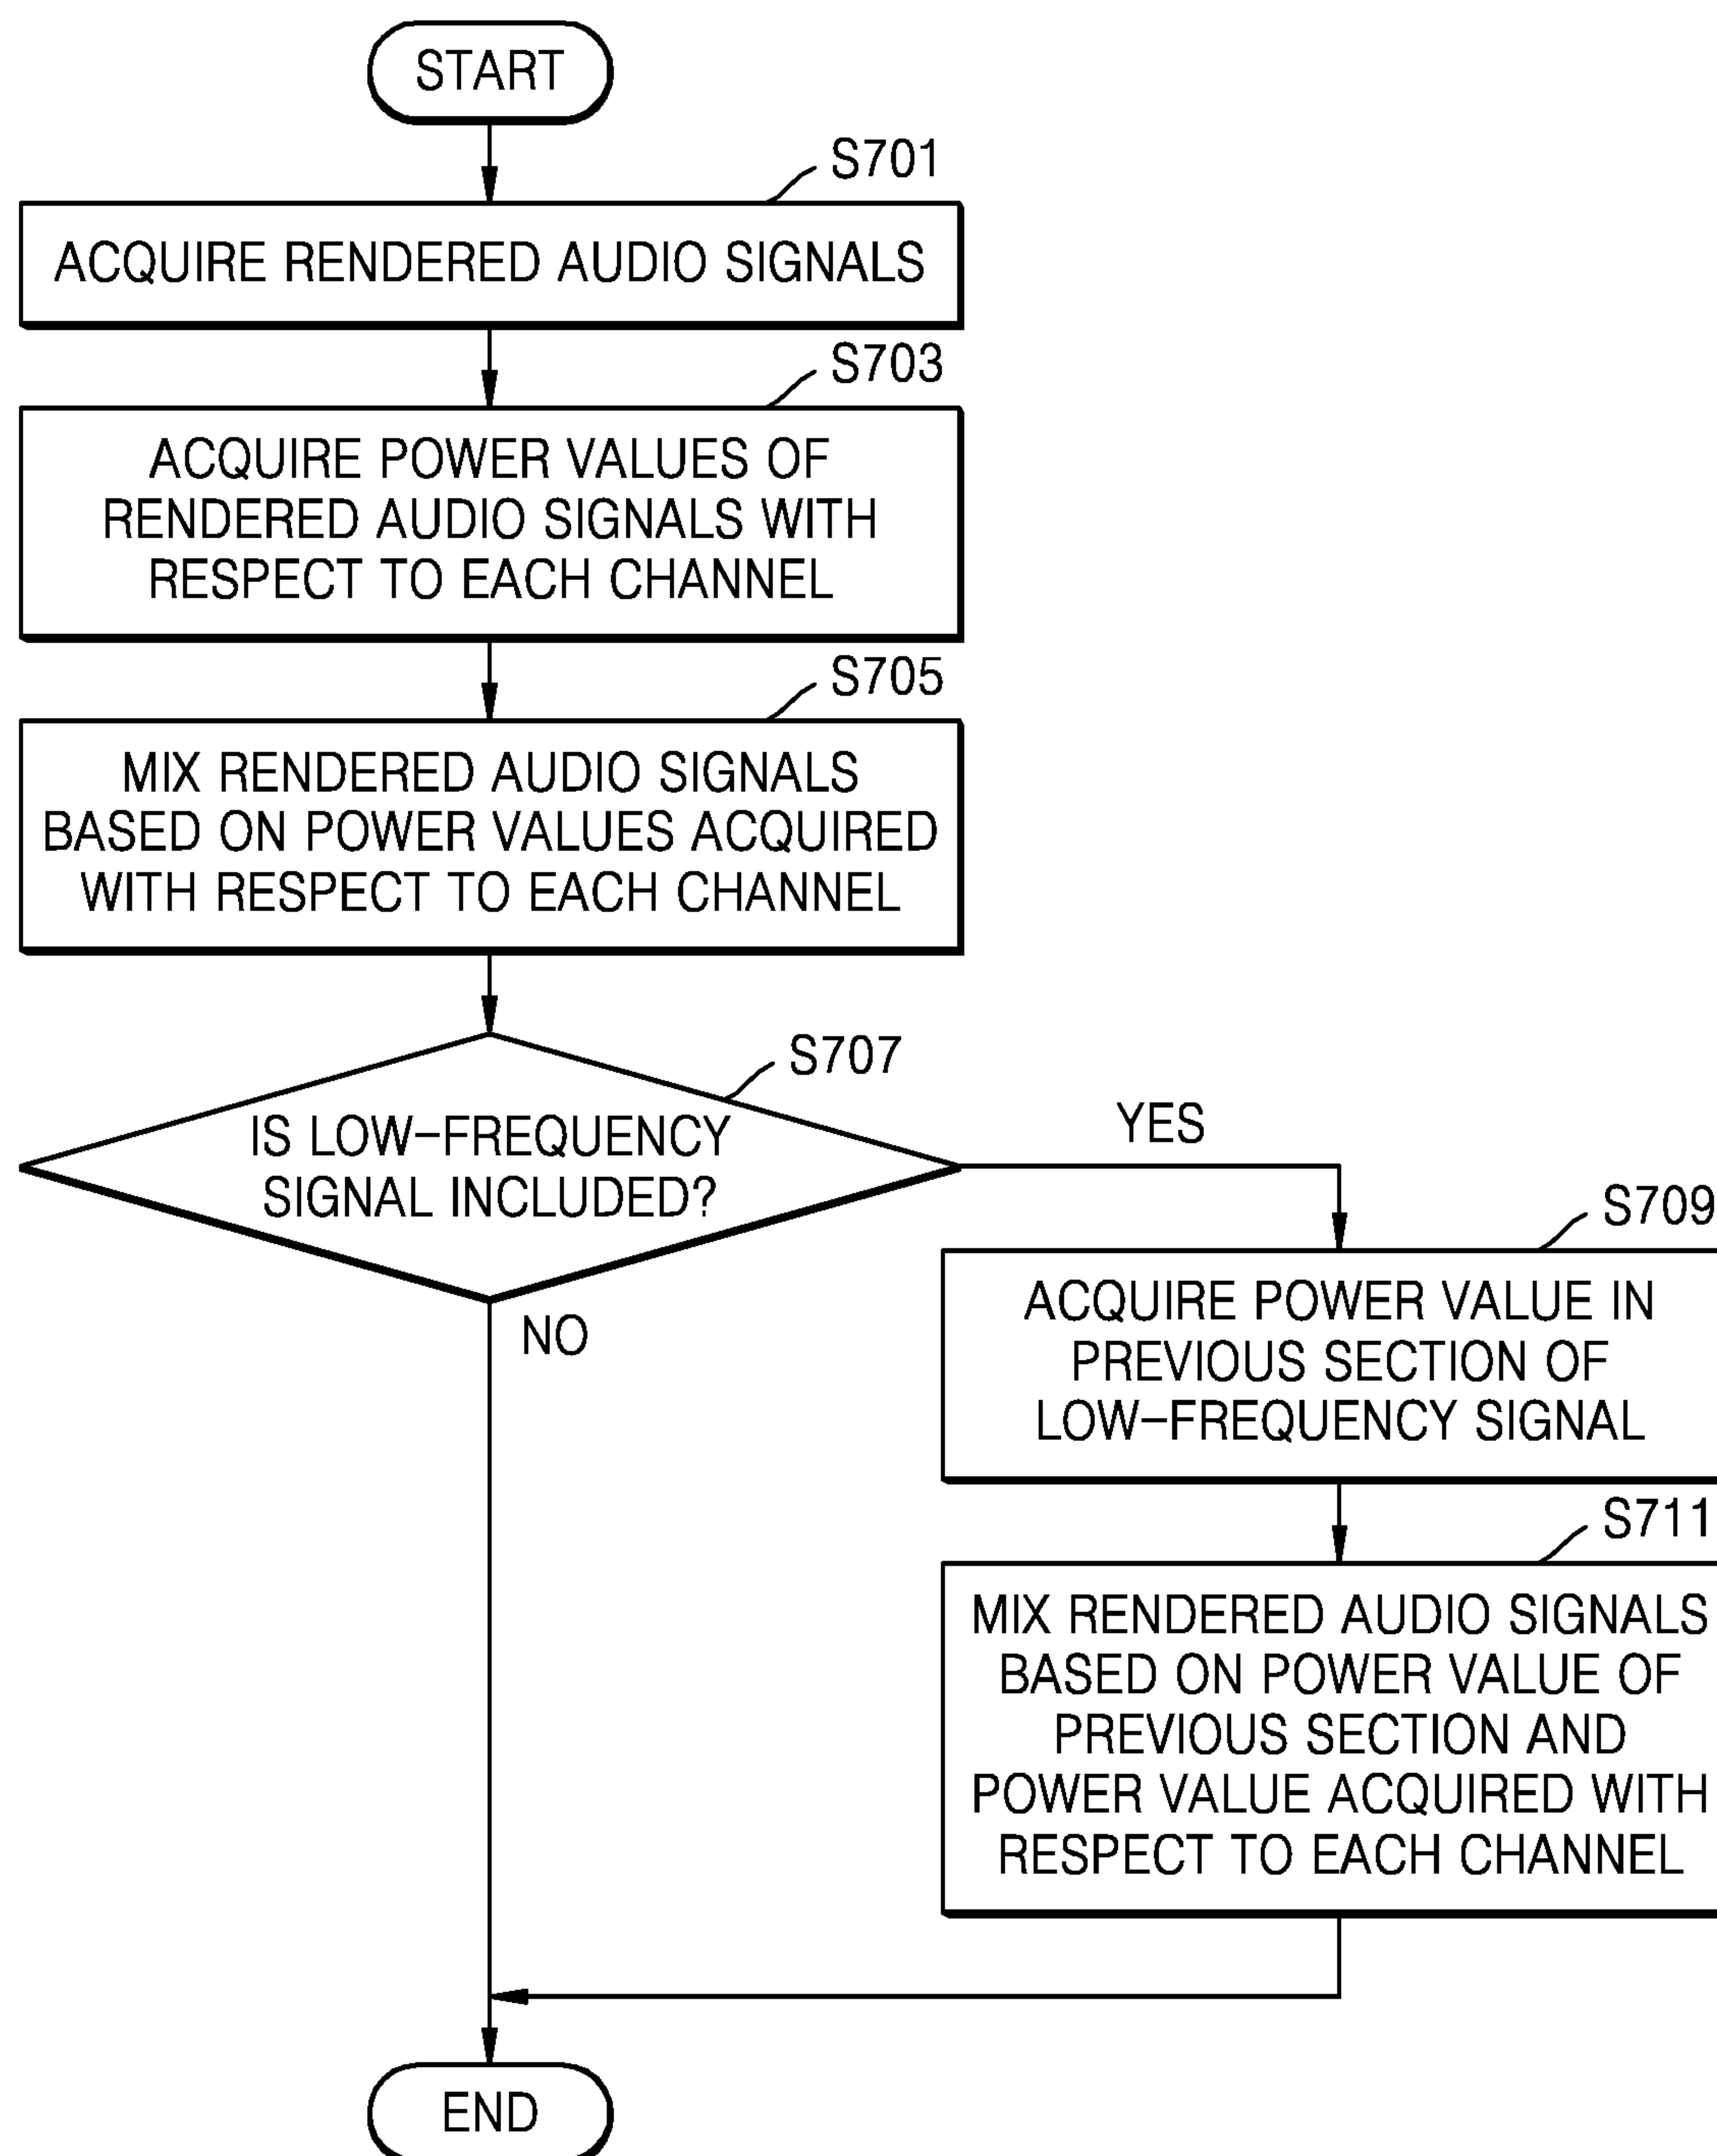 START
S701
ACQUIRE RENDERED AUDIO SIGNALS
S703
ACQUIRE POWER VALUES OF
RENDERED AUDIO SIGNALS WITH
RESPECT TO EACH CHANNEL
S705
MIX RENDERED AUDIO SIGNALS
BASED ON POWER VALUES ACQUIRED
WITH RESPECT TO EACH CHANNEL
S707
IS LOW-FREQUENCY
SIGNAL INCLUDED?
YES
NO
S709
ACQUIRE POWER VALUE IN
PREVIOUS SECTION OF
LOW-FREQUENCY SIGNAL
S711
MIX RENDERED AUDIO SIGNALS
BASED ON POWER VALUE OF
PREVIOUS SECTION AND
POWER VALUE ACQUIRED WITH
RESPECT TO EACH CHANNEL
END